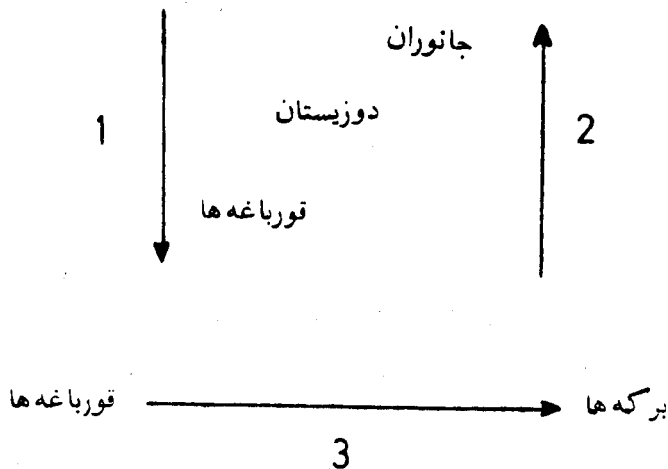 جانوران
دوزیستان
1
2
قورباغه ها
قورباغه ها
برکه ها
3